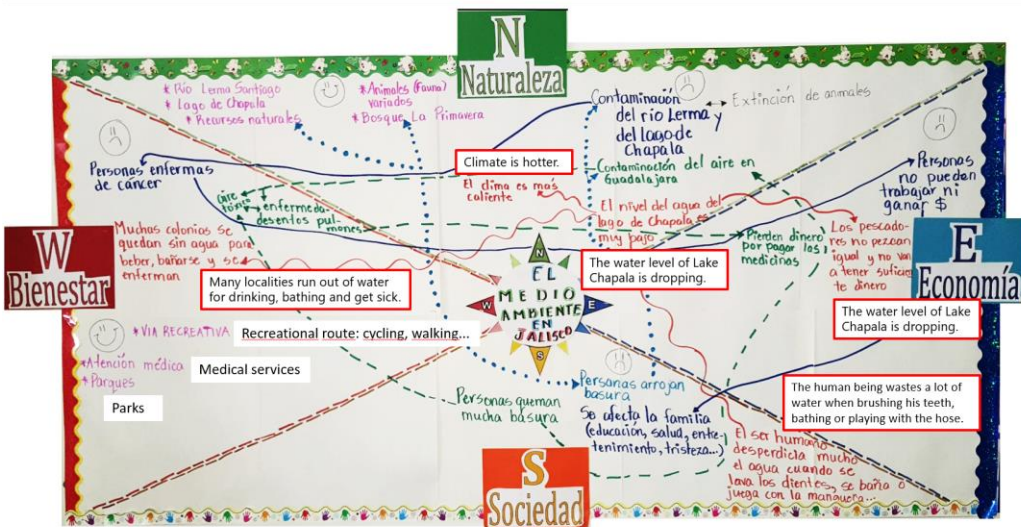 N
Naturaleza
* Río Lerma Santiago
* Lago de Chapala
* Recursos naturales
* Animales (Fauna)
variados
* Bosque La Primavera
Contaminación
del río Lerma y
del lago de
Chapala
Extinción de animales
Personas enfermas
de cáncer
Climate is hotter.
El clima es más
caliente
Contaminación del aire en
Guadalajara
Personas
no pueden
trabajar ni
ganar $
aire
enfermeda-
des en los pul-
mones
El nivel del agua del
lago de Chapala es
muy bajo
Pierden dinero
por pagar las
medicinas
Los pescado-
res no pezcan
igual y no van
a tener suficien
te dinero
W
Bienestar
Muchas colonias se
quedan sin agua para
beber, bañarse y se
enferman
Many localities run out of water
for drinking, bathing and get sick.
The water level of Lake
Chapala is dropping.
E
Economía
The water level of Lake
Chapala is dropping.
N
W
E
S
EL
MEDIO
AMBIENTE
EN
JALISCO
* VIA RECREATIVA
Recreational route: cycling, walking...
* Atención médica
Medical services
* Parques
Parks
Personas queman
mucha basura
Personas arrojan
basura
Se afecta la familia
(educación, salud, entre-
tenimiento, tristeza...)
The human being wastes a lot of
water when brushing his teeth,
bathing or playing with the hose.
El ser humano
desperdicia mucho
el agua cuando se
lava los dientes, se baña o
juega con la manguera...
S
Sociedad